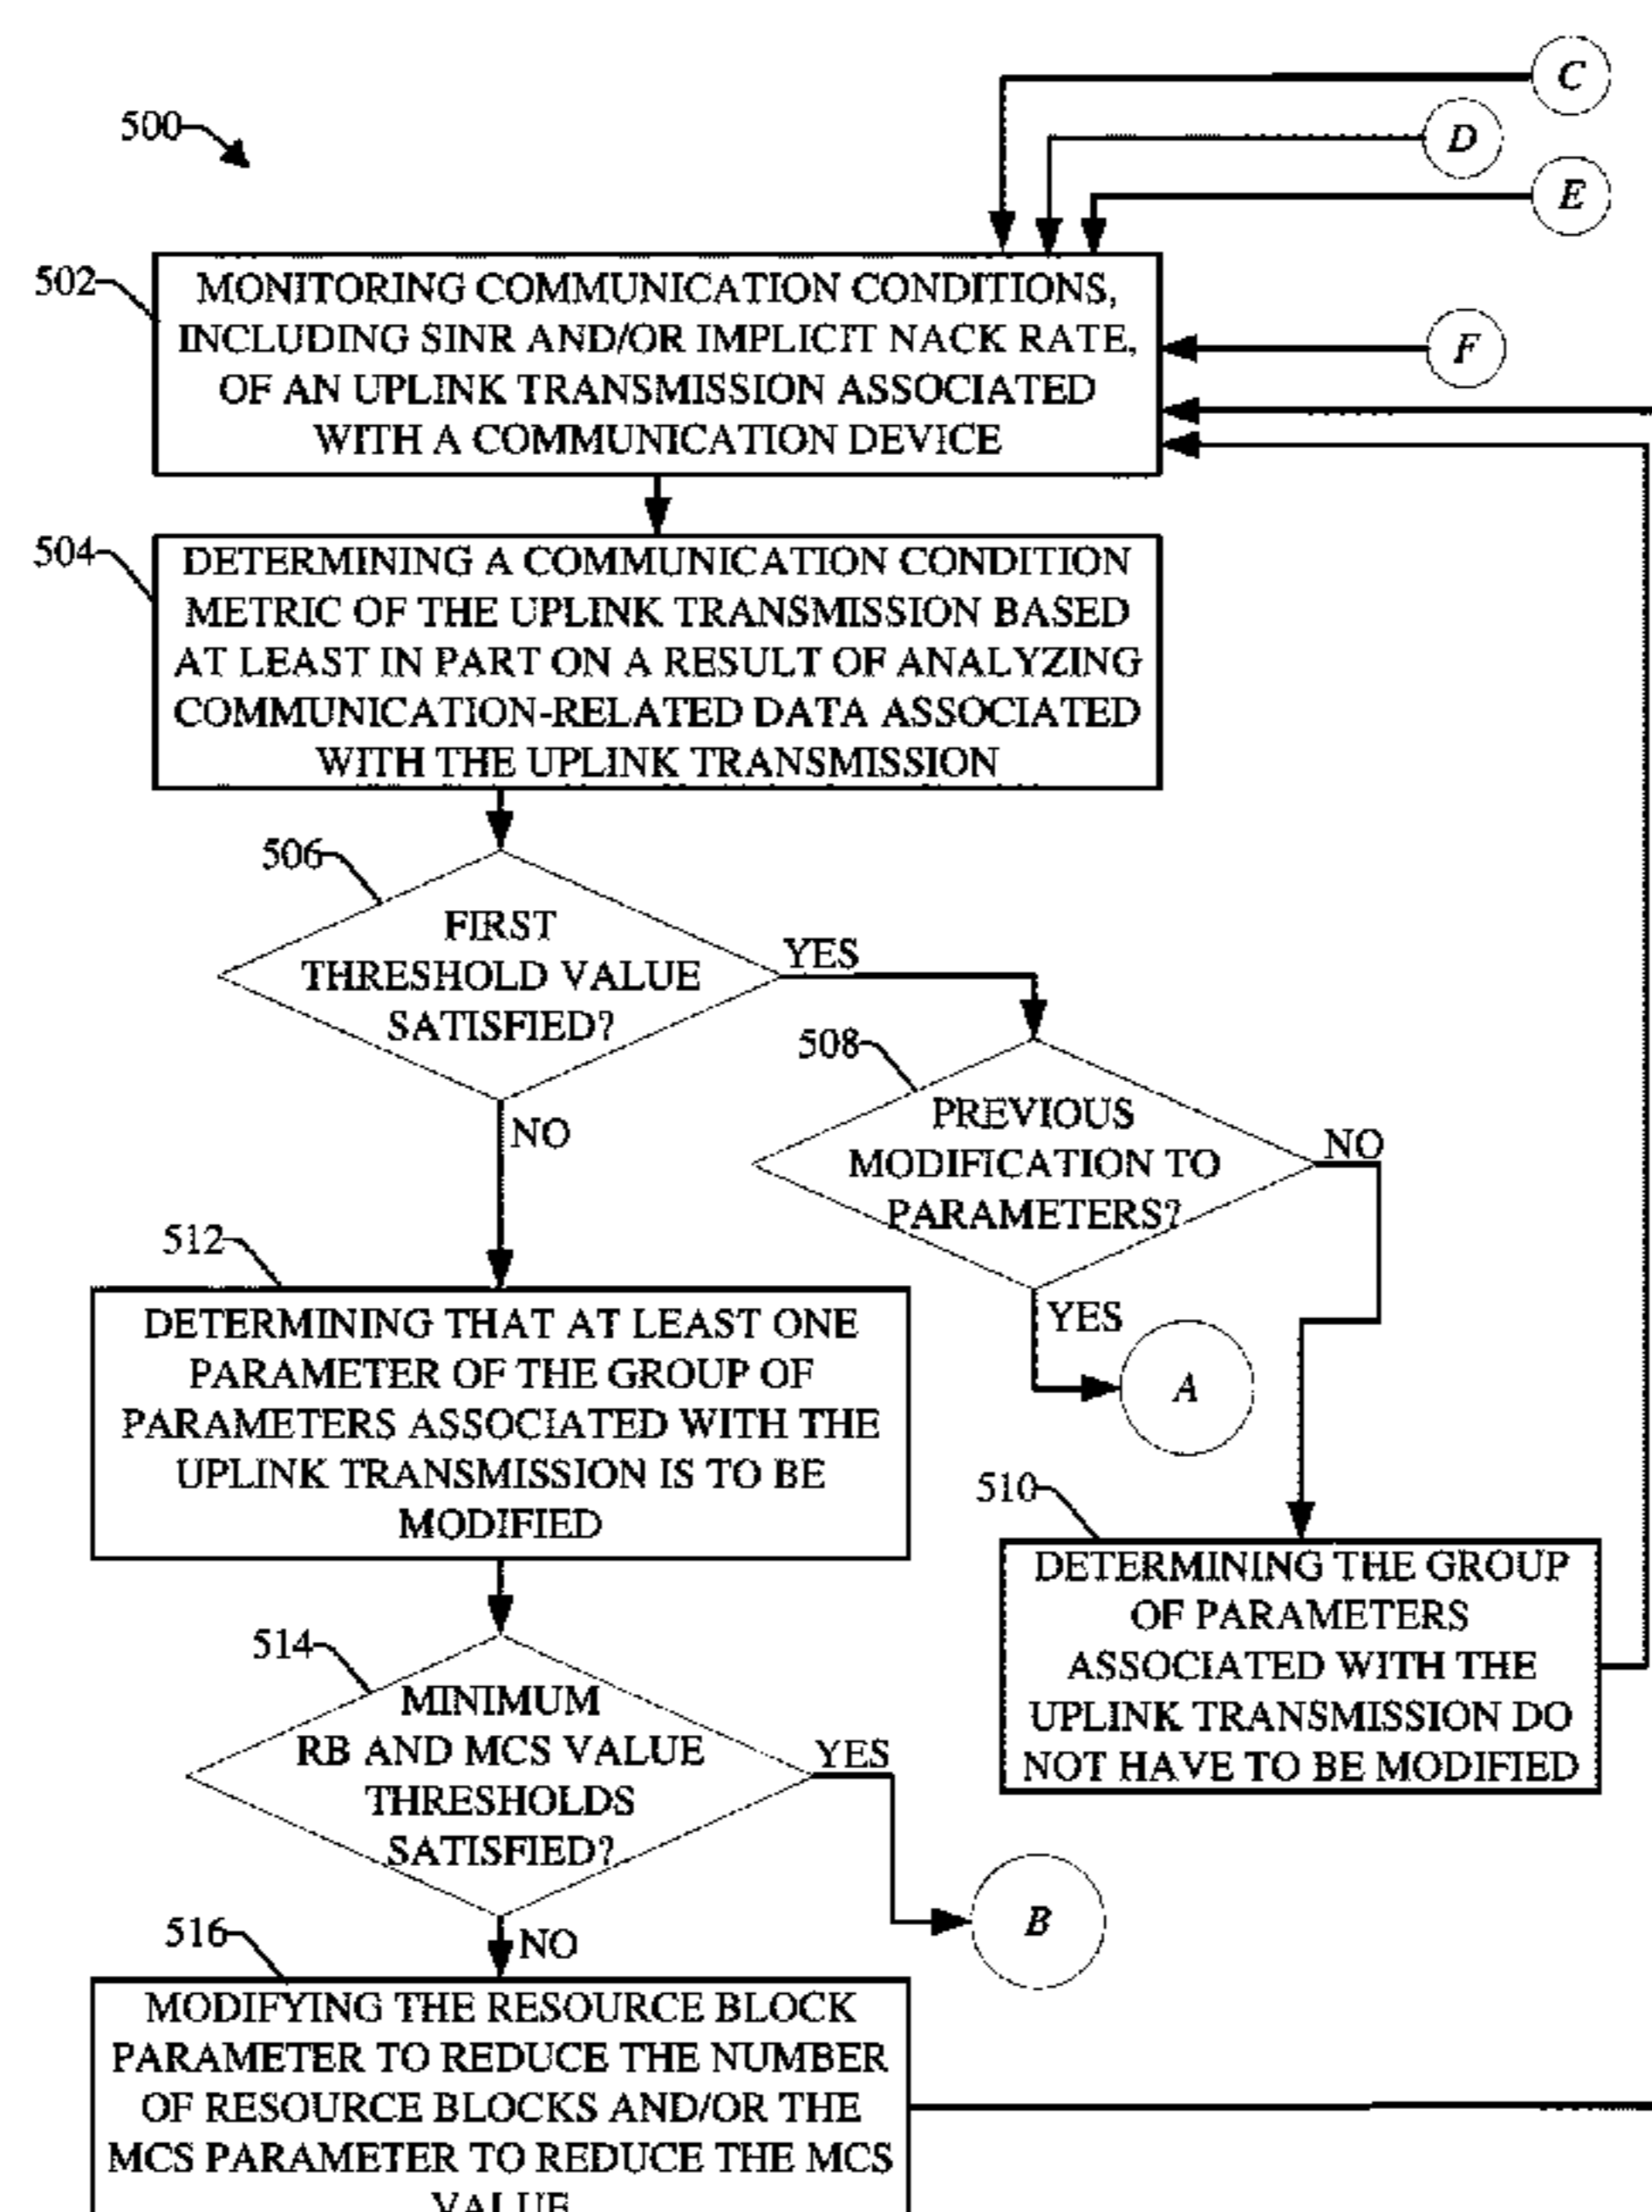 C
500
D
E
502
MONITORING COMMUNICATION CONDITIONS,
INCLUDING SINR AND/OR IMPLICIT NACK RATE,
OF AN UPLINK TRANSMISSION ASSOCIATED
WITH A COMMUNICATION DEVICE
F
504
DETERMINING A COMMUNICATION CONDITION
METRIC OF THE UPLINK TRANSMISSION BASED
AT LEAST IN PART ON A RESULT OF ANALYZING
COMMUNICATION-RELATED DATA ASSOCIATED
WITH THE UPLINK TRANSMISSION
506
FIRST
THRESHOLD VALUE
SATISFIED?
YES
NO
508
PREVIOUS
MODIFICATION TO
PARAMETERS?
NO
YES
A
512
DETERMINING THAT AT LEAST ONE
PARAMETER OF THE GROUP OF
PARAMETERS ASSOCIATED WITH THE
UPLINK TRANSMISSION IS TO BE
MODIFIED
510
DETERMINING THE GROUP
OF PARAMETERS
ASSOCIATED WITH THE
UPLINK TRANSMISSION DO
NOT HAVE TO BE MODIFIED
514
MINIMUM
RB AND MCS VALUE
THRESHOLDS
SATISFIED?
YES
B
NO
516
MODIFYING THE RESOURCE BLOCK
PARAMETER TO REDUCE THE NUMBER
OF RESOURCE BLOCKS AND/OR THE
MCS PARAMETER TO REDUCE THE MCS
VALUE